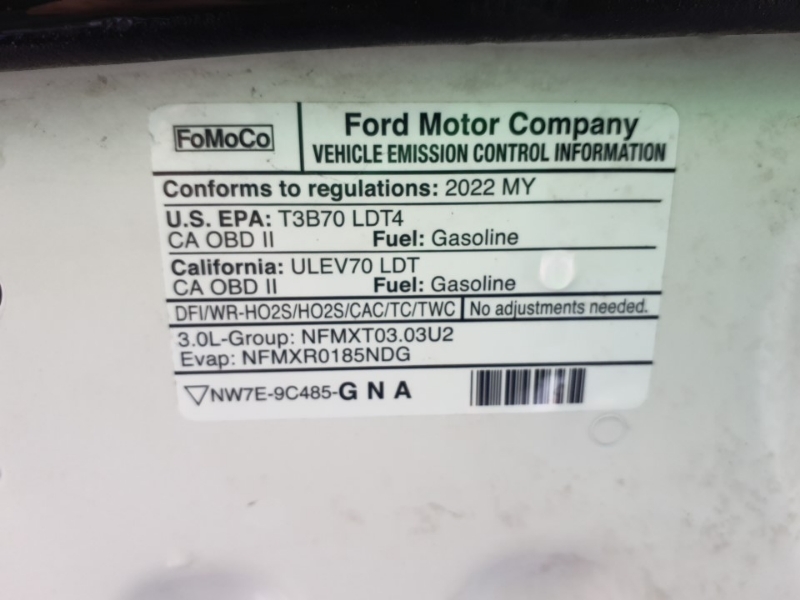 FoMoCo
Ford Motor Company
VEHICLE EMISSION CONTROL INFORMATION
Conforms to regulations: 2022 MY
U.S. EPA: T3B70 LDT4
CA OBD II Fuel: Gasoline
California: ULEV70 LDT
CA OBD II Fuel: Gasoline
DFI/WR-HO2S/HO2S/CAC/TC/TWC No adjustments needed.
3.0L-Group: NFMXT03.03U2
Evap: NFMXR0185NDG
▽NW7E-9C485-G N A